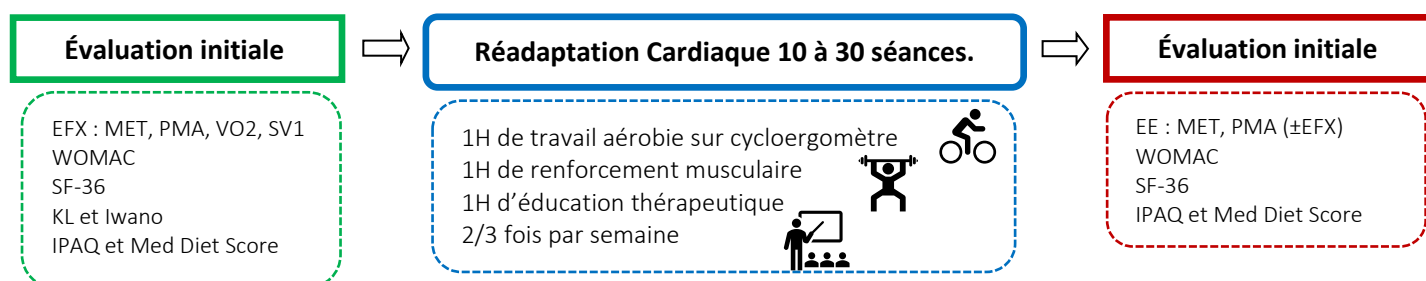 Évaluation initiale
EFX : MET, PMA, VO2, SV1
WOMAC
SF-36
KL et Iwano
IPAQ et Med Diet Score
Réadaptation Cardiaque 10 à 30 séances.
1H de travail aérobie sur cycloergomètre
1H de renforcement musculaire
1H d’éducation thérapeutique
2/3 fois par semaine
Évaluation initiale
EE : MET, PMA (±EFX)
WOMAC
SF-36
IPAQ et Med Diet Score